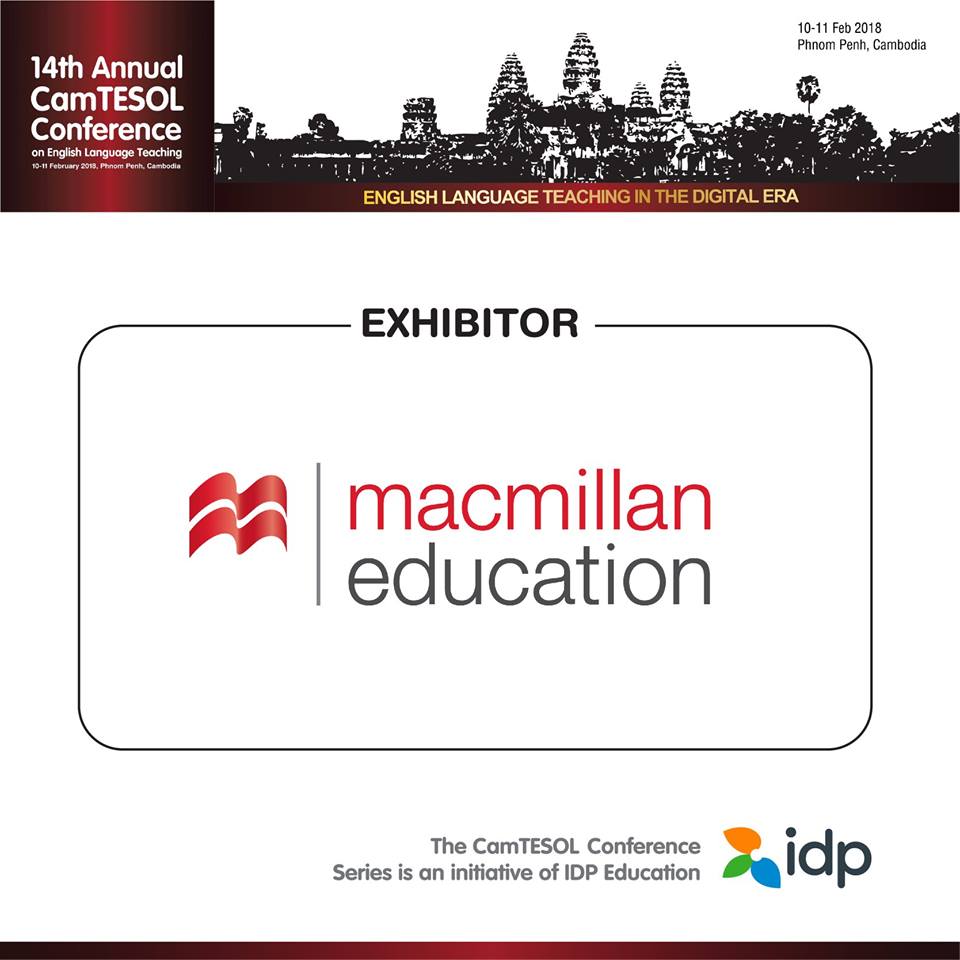 14th Annual
CamTESOL
Conference
on English Language Teaching
10-11 February 2018, Phnom Penh, Cambodia
10-11 Feb 2018
Phnom Penh, Cambodia
ENGLISH LANGUAGE TEACHING IN THE DIGITAL ERA
EXHIBITOR
macmillan
education
The CamTESOL Conference
Series is an initiative of IDP Education
idp